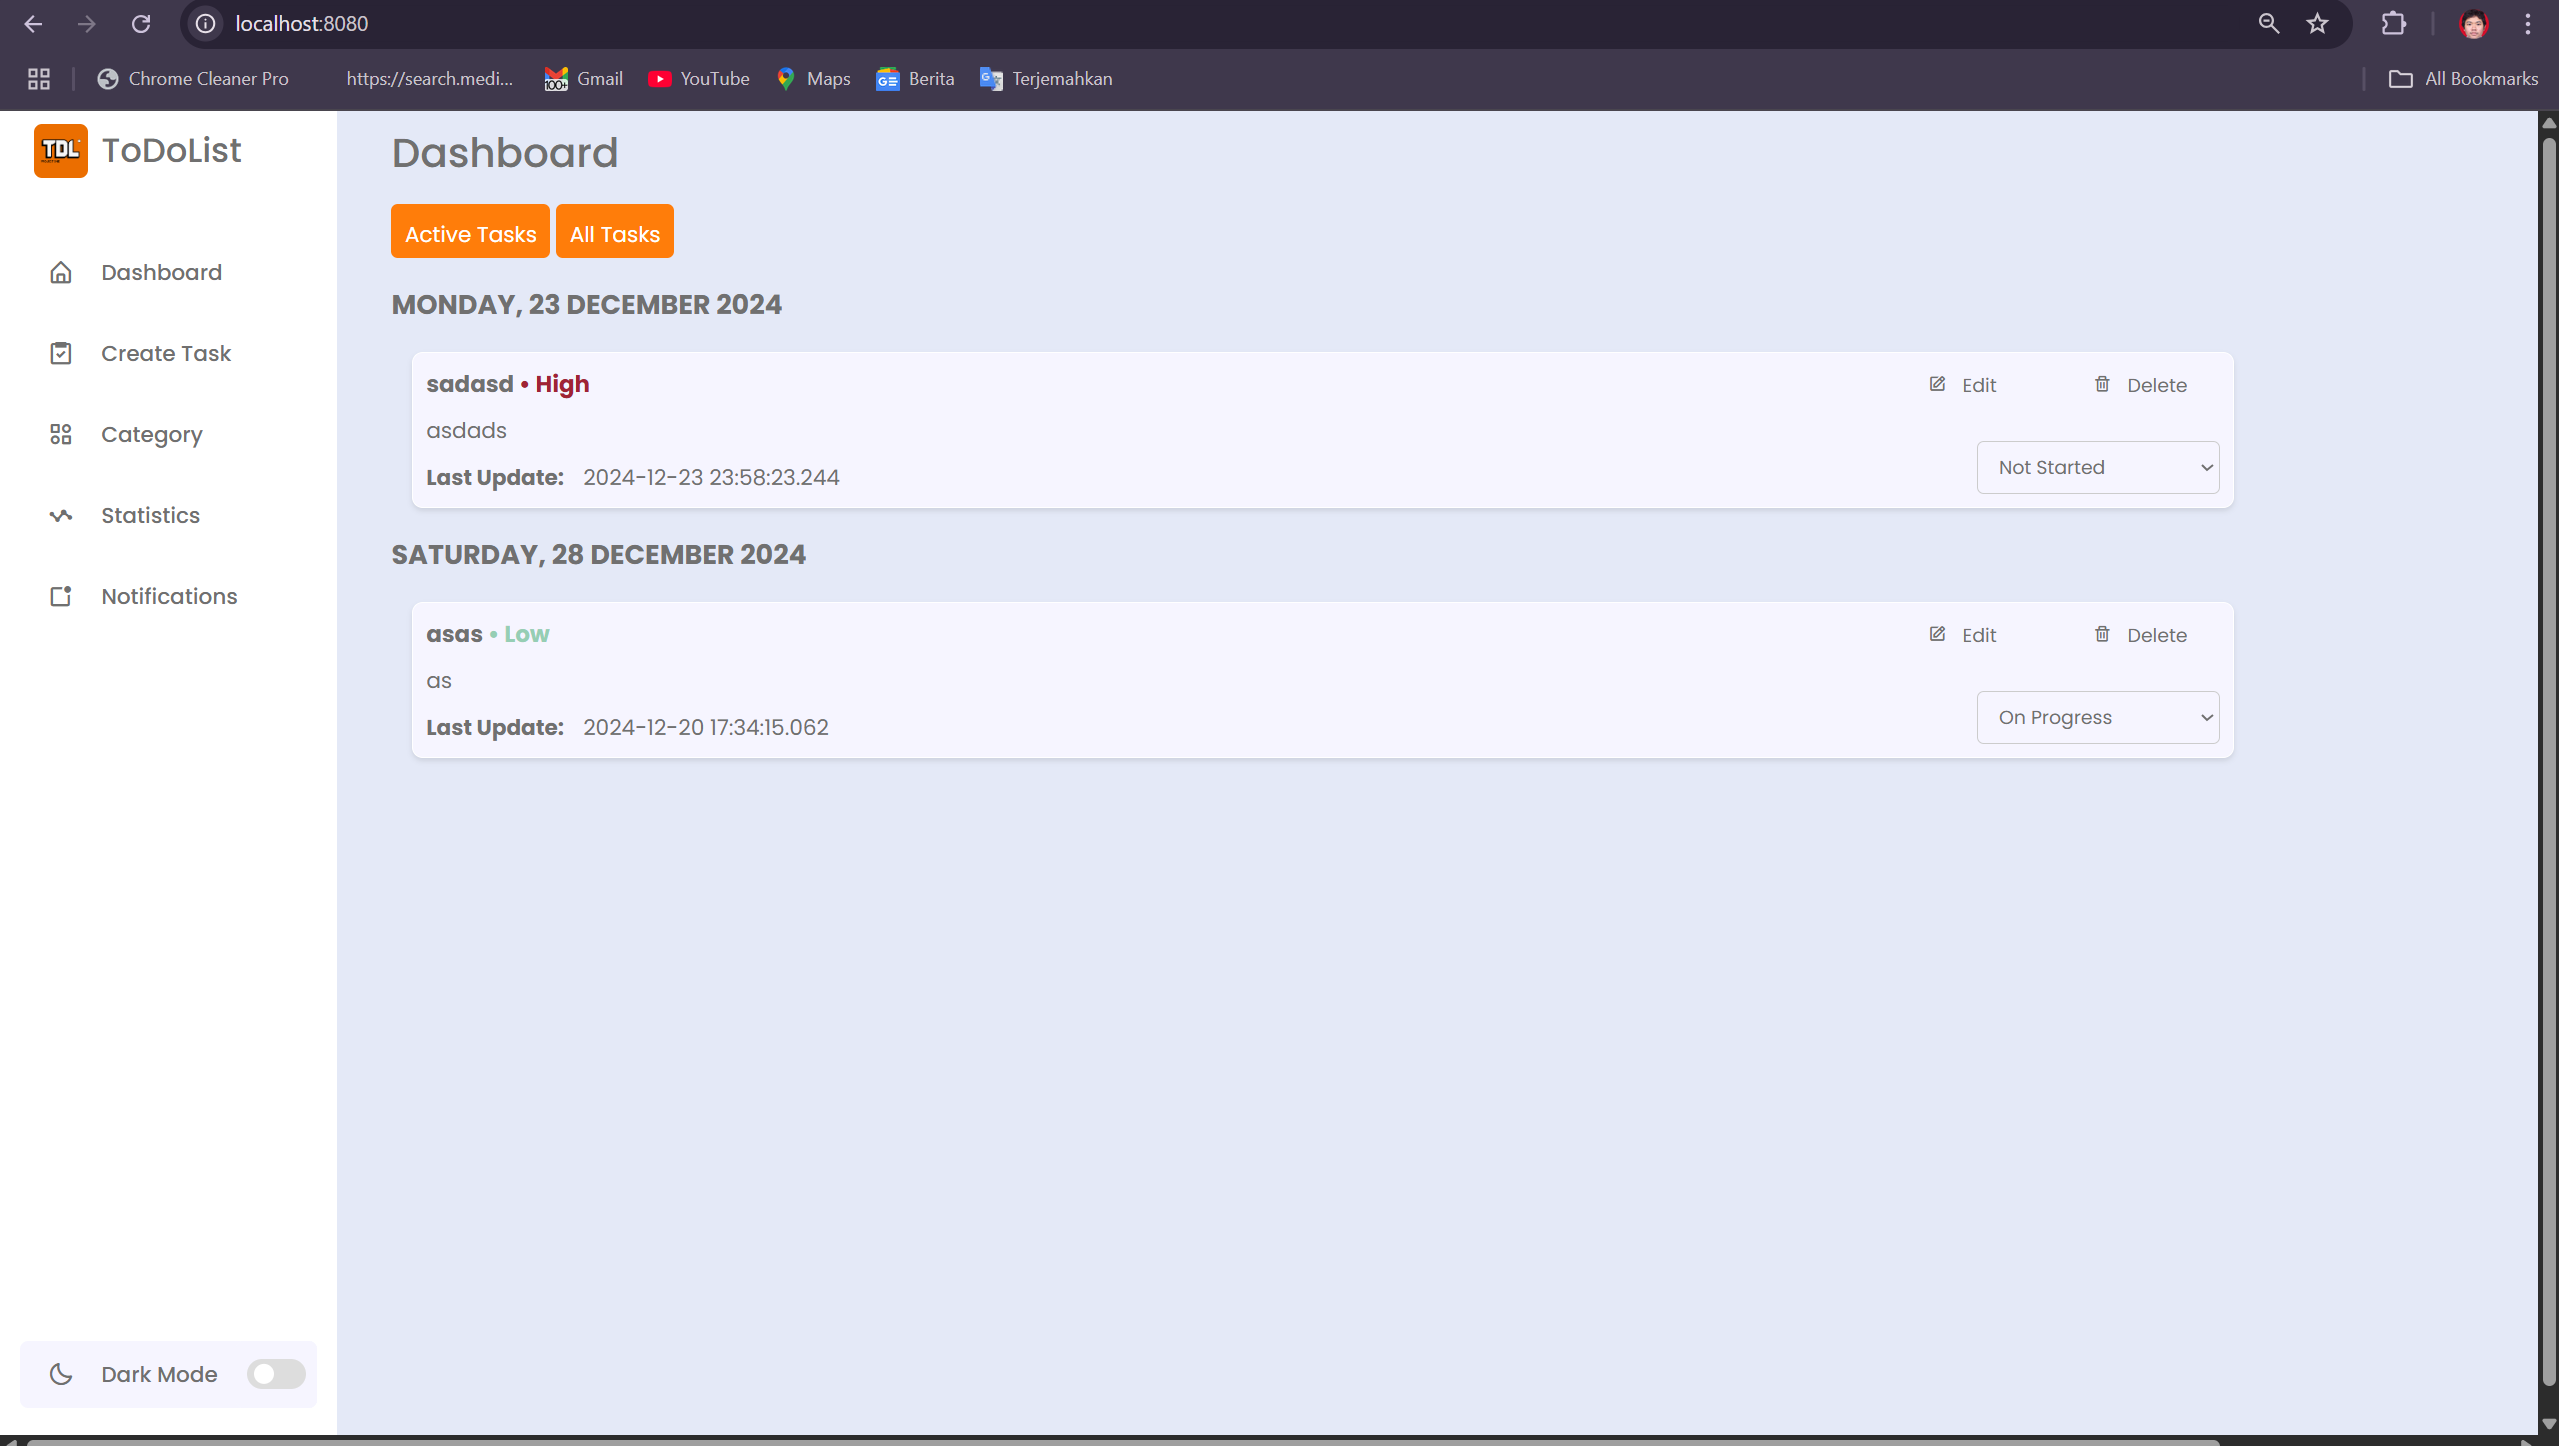 localhost:8080
Chrome Cleaner Pro
https://search.medi...
Gmail
YouTube
Maps
Berita
Terjemahkan
All Bookmarks
TDL
ToDoList
Dashboard
Create Task
Category
Statistics
Notifications
Dark Mode
Dashboard
Active Tasks
All Tasks
MONDAY, 23 DECEMBER 2024
sadasd • High
Edit
Delete
asdads
Last Update: 2024-12-23 23:58:23.244
Not Started
SATURDAY, 28 DECEMBER 2024
asas • Low
Edit
Delete
as
Last Update: 2024-12-20 17:34:15.062
On Progress